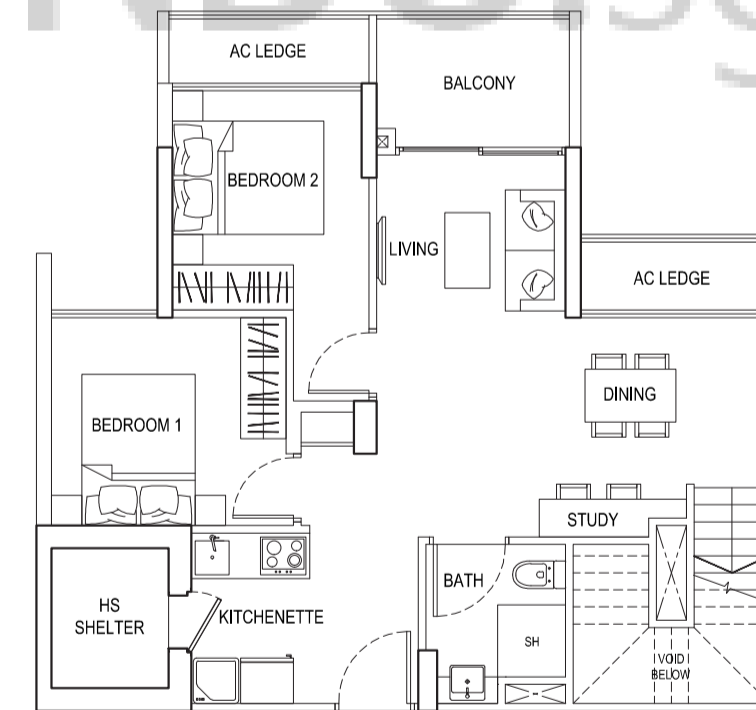 AC LEDGE
BALCONY
BEDROOM 2
LIVING
AC LEDGE
DINING
BEDROOM 1
STUDY
BATH
HS
SHELTER
KITCHENETTE
SH
VOID
BELOW